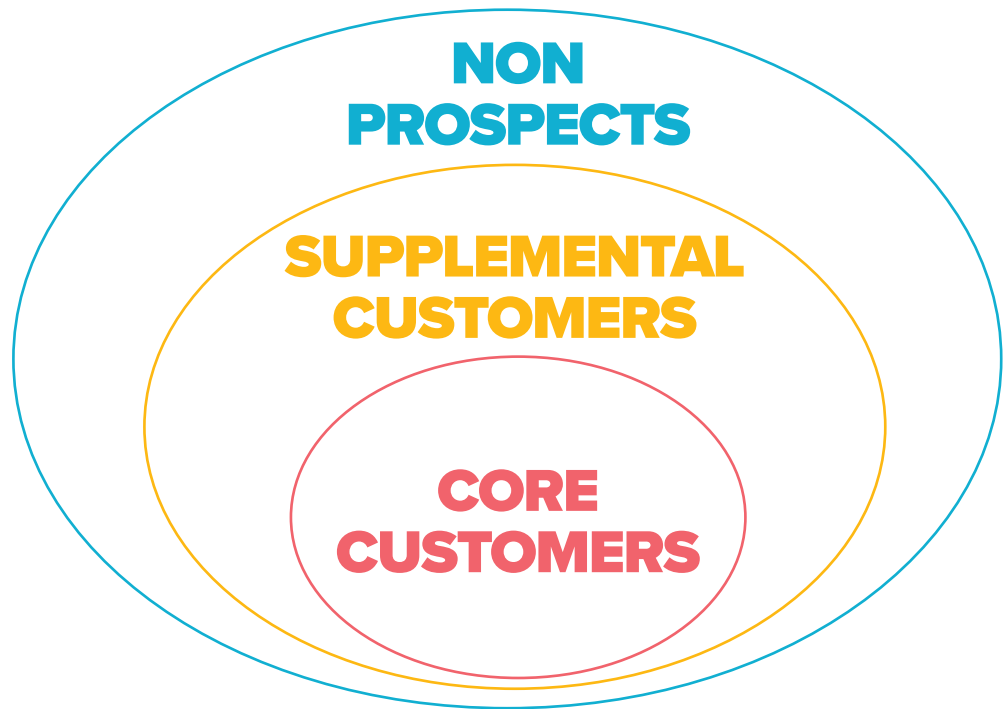 NON
PROSPECTS
SUPPLEMENTAL
CUSTOMERS
CORE
CUSTOMERS